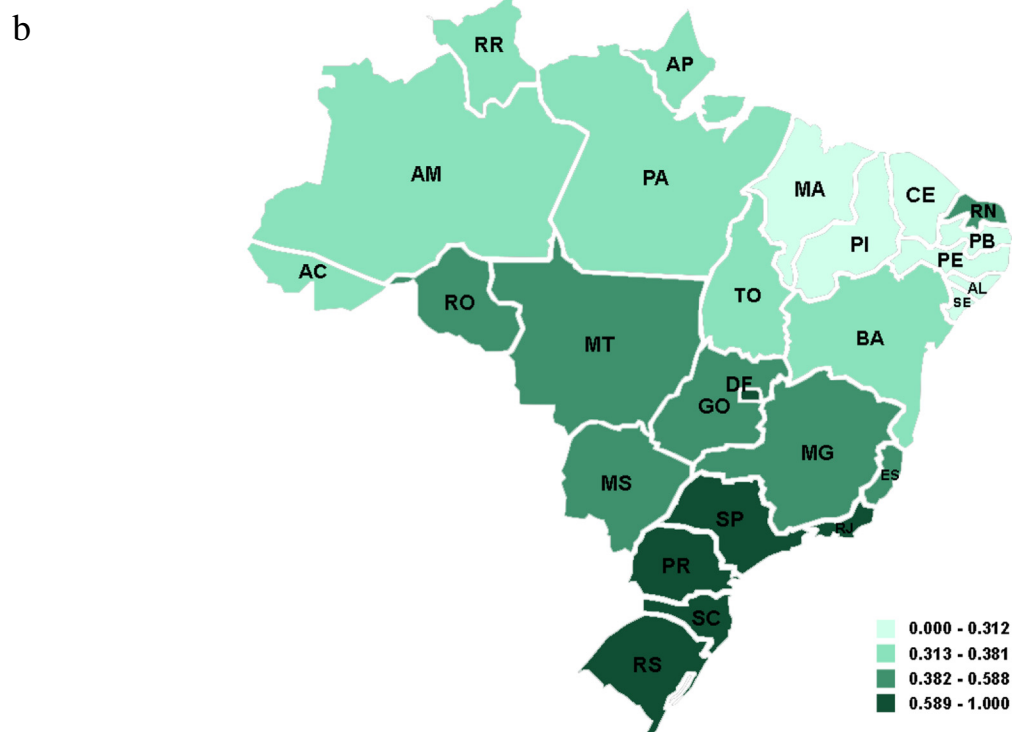 b
RR
AP
AM
PA
MA
CE
RN
PI
PB
PE
AC
AL
SE
TO
RO
BA
MT
DF
GO
MG
ES
MS
SP
RJ
PR
SC
RS
0.000 - 0.312
0.313 - 0.381
0.382 - 0.588
0.589 - 1.000